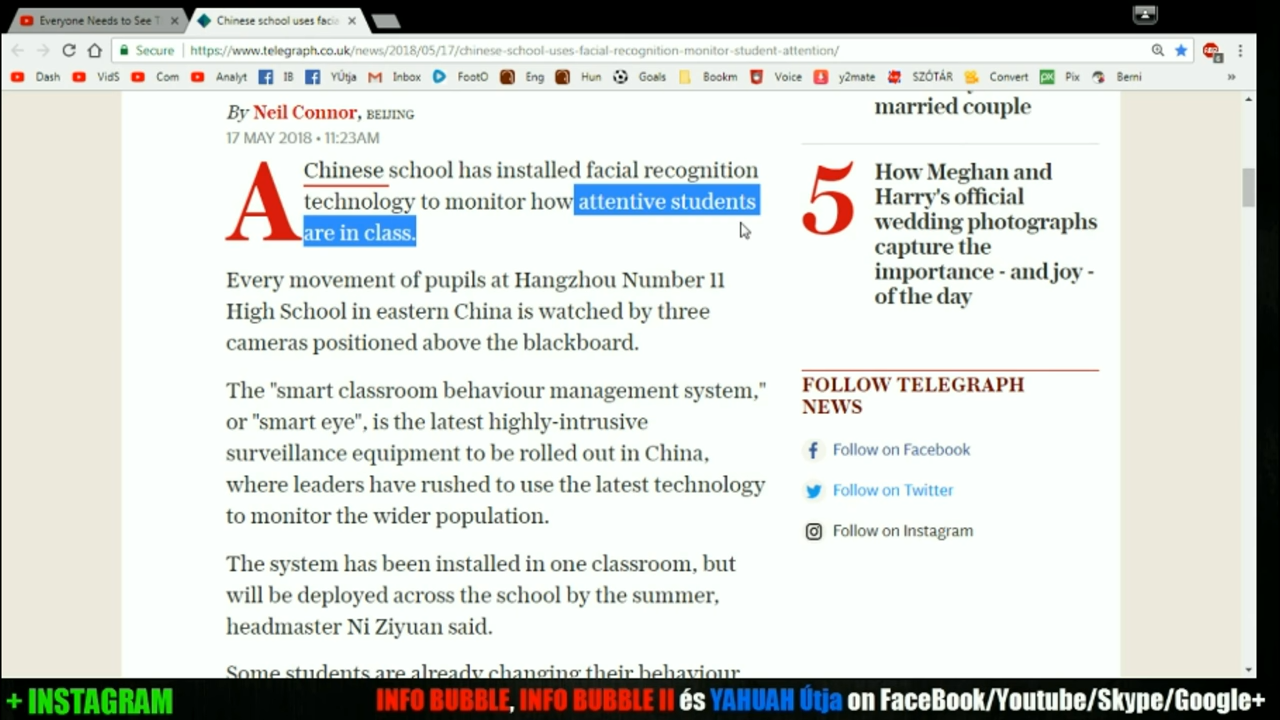 Everyone Needs to See T
Chinese school uses facia
Secure
https://www.telegraph.co.uk/news/2018/05/17/chinese-school-uses-facial-recognition-monitor-student-attention/
Dash VidS Com Analyt IB YÚtja Inbox FootO Eng Hun Goals Bookm Voice y2mate SZÓTÁR Convert Pix Berni »
By Neil Connor, BEIJING
17 MAY 2018 • 11:23AM
A Chinese school has installed facial recognition
technology to monitor how attentive students
are in class.
Every movement of pupils at Hangzhou Number 11
High School in eastern China is watched by three
cameras positioned above the blackboard.
The "smart classroom behaviour management system,"
or "smart eye", is the latest highly-intrusive
surveillance equipment to be rolled out in China,
where leaders have rushed to use the latest technology
to monitor the wider population.
The system has been installed in one classroom, but
will be deployed across the school by the summer,
headmaster Ni Ziyuan said.
Some students are already changing their behaviour
married couple
5
How Meghan and
Harry's official
wedding photographs
capture the
importance - and joy -
of the day
FOLLOW TELEGRAPH
NEWS
Follow on Facebook
Follow on Twitter
Follow on Instagram
+ INSTAGRAM
INFO BUBBLE, INFO BUBBLE II és YAHUAH Útja on FaceBook/Youtube/Skype/Google+